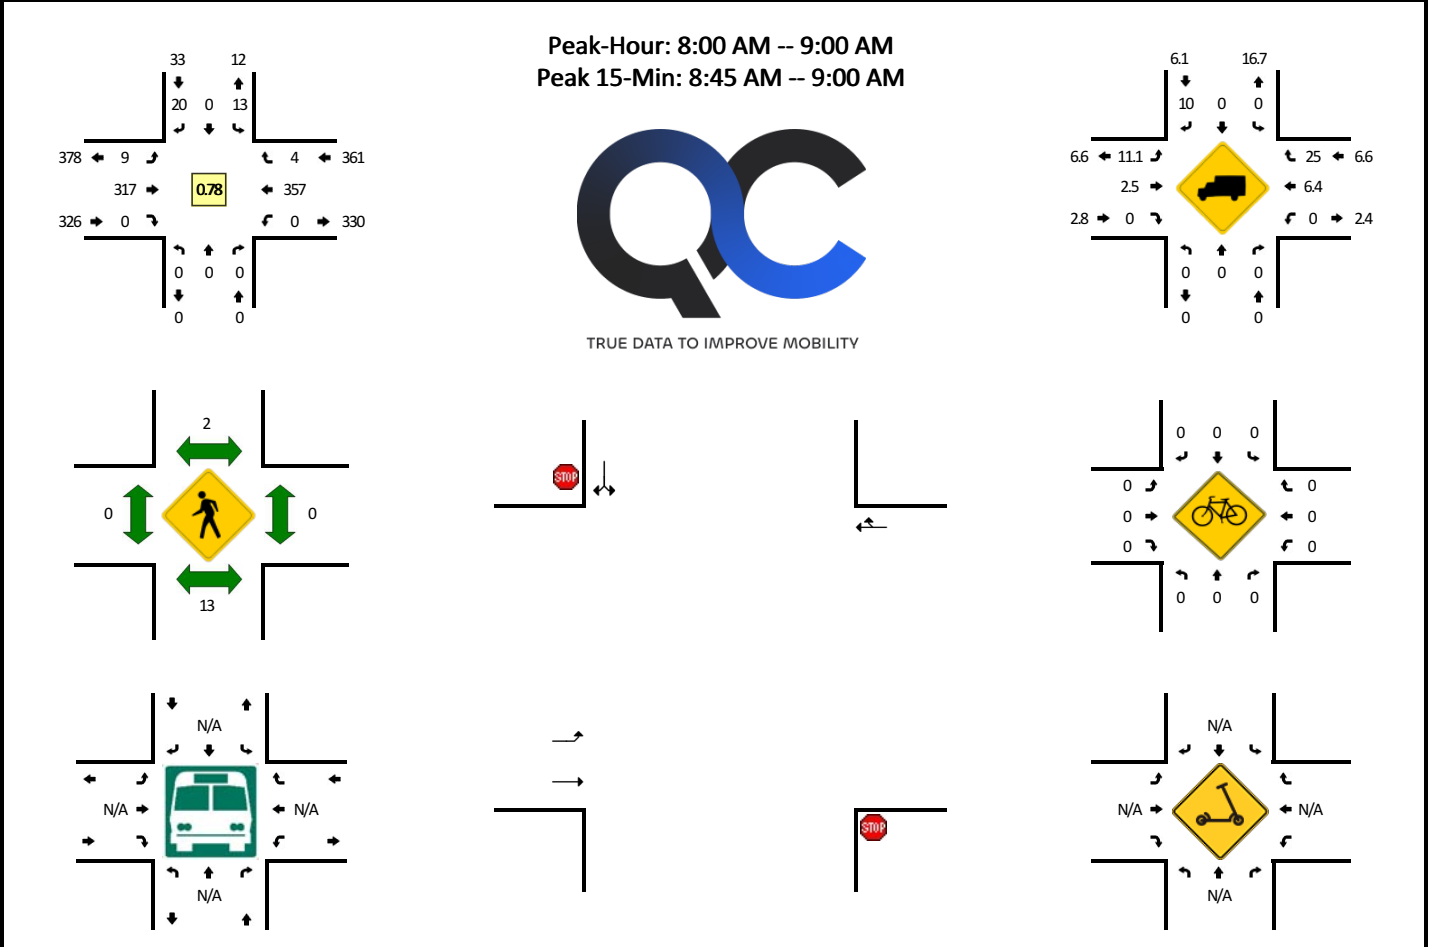 Peak-Hour: 8:00 AM -- 9:00 AM
Peak 15-Min: 8:45 AM -- 9:00 AM
33 12
20 0 13
378 9 4 361
317 0.78 357
326 0 0 330
0 0 0
0 0
6.1 16.7
10 0 0
6.6 11.1 25 6.6
2.5 6.4
2.8 0 0 2.4
0 0 0
0 0
QC
TRUE DATA TO IMPROVE MOBILITY
2
0 0
13
STOP
STOP
0 0 0
0 0
0 0
0 0
0 0 0
N/A
N/A N/A
N/A
N/A
N/A N/A
N/A